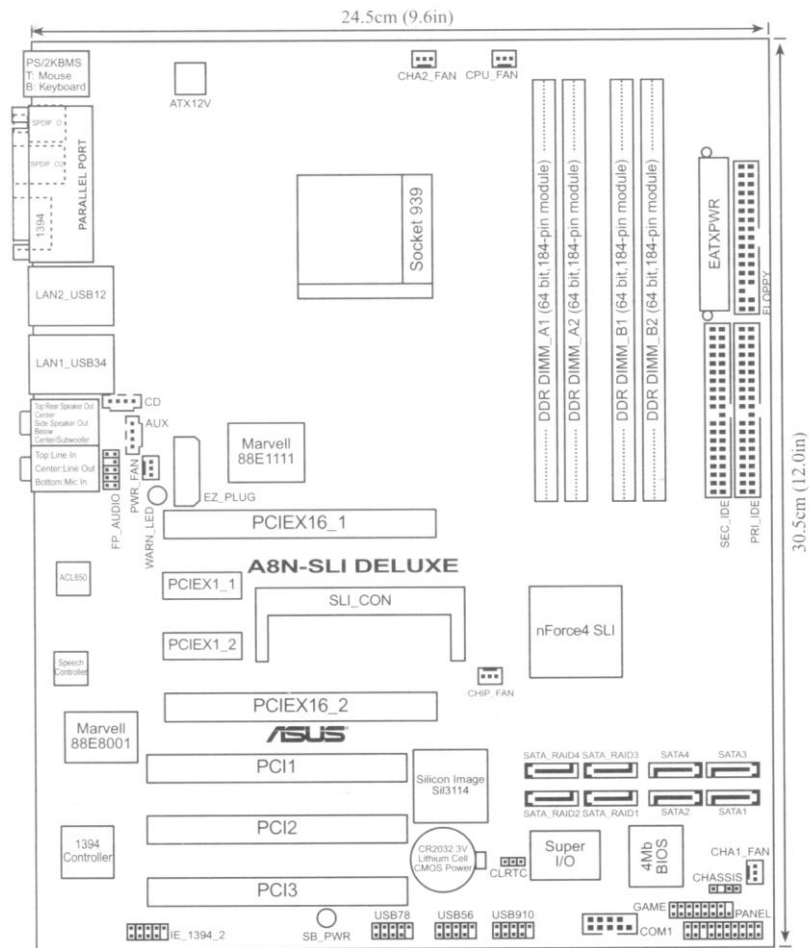 24.5cm (9.6in)
PS/2KBMS
T: Mouse
B: Keyboard
ATX12V
CHA2_FAN
CPU_FAN
SPDIF_O
PARALLEL PORT
1394
Socket 939
DDR DIMM_A1 (64 bit,184-pin module)
DDR DIMM_A2 (64 bit,184-pin module)
DDR DIMM_B1 (64 bit,184-pin module)
DDR DIMM_B2 (64 bit,184-pin module)
EATXPWR
FLOPPY
LAN2_USB12
LAN1_USB34
CD
AUX
Top:Rear Speaker Out
Center
Side Speaker Out
Below
Center/Subwoofer
Top:Line In
Center:Line Out
Bottom:Mic In
FP_AUDIO
PWR_FAN
WARN_LED
EZ_PLUG
Marvell
88E1111
SEC_IDE
PRI_IDE
30.5cm (12.0in)
PCIEX16_1
A8N-SLI DELUXE
ACL850
PCIEX1_1
SLI_CON
PCIEX1_2
nForce4 SLI
Speech
Controller
CHIP_FAN
PCIEX16_2
ASUS
Marvell
88E8001
PCI1
Silicon Image
SiI3114
SATA_RAID4
SATA_RAID3
SATA4
SATA3
SATA_RAID2
SATA_RAID1
SATA2
SATA1
1394
Controller
PCI2
CR2032 3V
Lithium Cell
CMOS Power
CLRTC
Super
I/O
4Mb
BIOS
CHA1_FAN
CHASSIS
PCI3
GAME
PANEL
IE_1394_2
SB_PWR
USB78
USB56
USB910
COM1